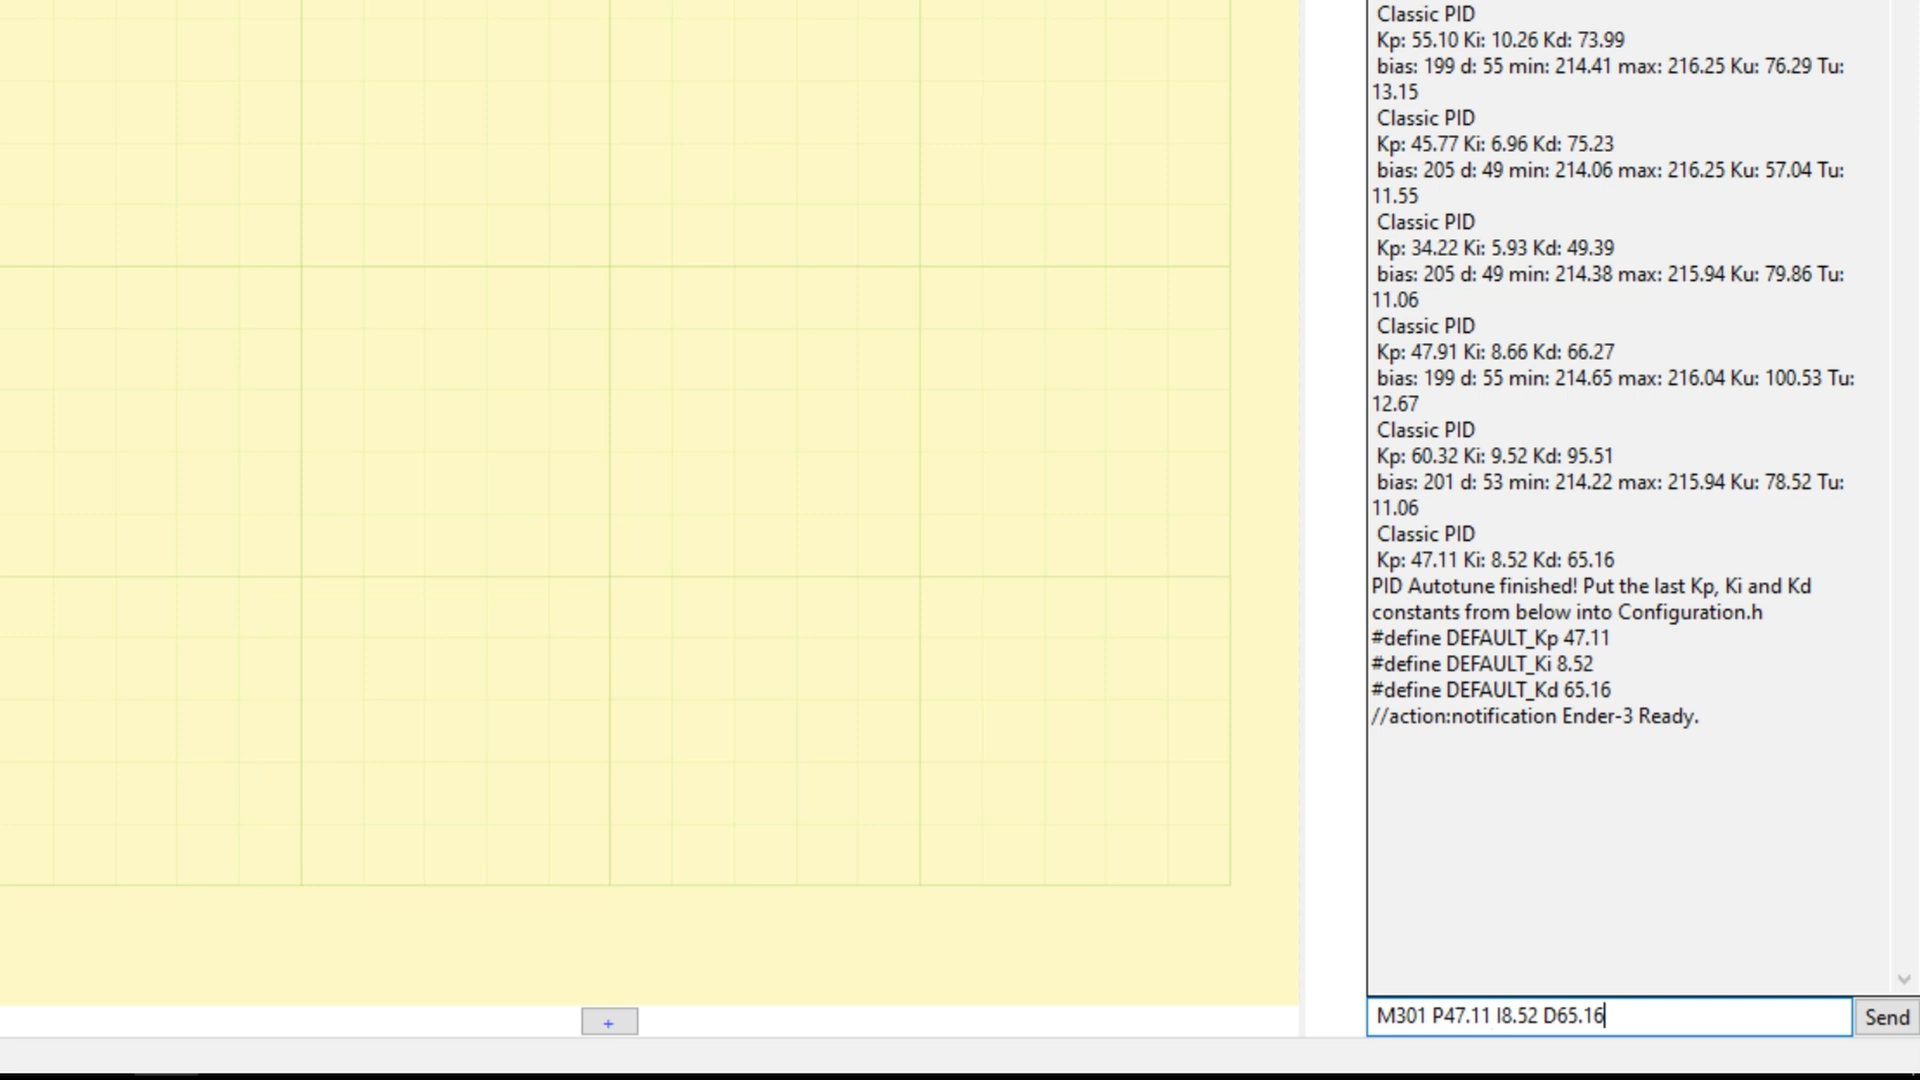 Classic PID
Kp: 55.10 Ki: 10.26 Kd: 73.99
bias: 199 d: 55 min: 214.41 max: 216.25 Ku: 76.29 Tu:
13.15
Classic PID
Kp: 45.77 Ki: 6.96 Kd: 75.23
bias: 205 d: 49 min: 214.06 max: 216.25 Ku: 57.04 Tu:
11.55
Classic PID
Kp: 34.22 Ki: 5.93 Kd: 49.39
bias: 205 d: 49 min: 214.38 max: 215.94 Ku: 79.86 Tu:
11.06
Classic PID
Kp: 47.91 Ki: 8.66 Kd: 66.27
bias: 199 d: 55 min: 214.65 max: 216.04 Ku: 100.53 Tu:
12.67
Classic PID
Kp: 60.32 Ki: 9.52 Kd: 95.51
bias: 201 d: 53 min: 214.22 max: 215.94 Ku: 78.52 Tu:
11.06
Classic PID
Kp: 47.11 Ki: 8.52 Kd: 65.16
PID Autotune finished! Put the last Kp, Ki and Kd
constants from below into Configuration.h
#define DEFAULT_Kp 47.11
#define DEFAULT_Ki 8.52
#define DEFAULT_Kd 65.16
//action:notification Ender-3 Ready.
+
M301 P47.11 I8.52 D65.16
Send